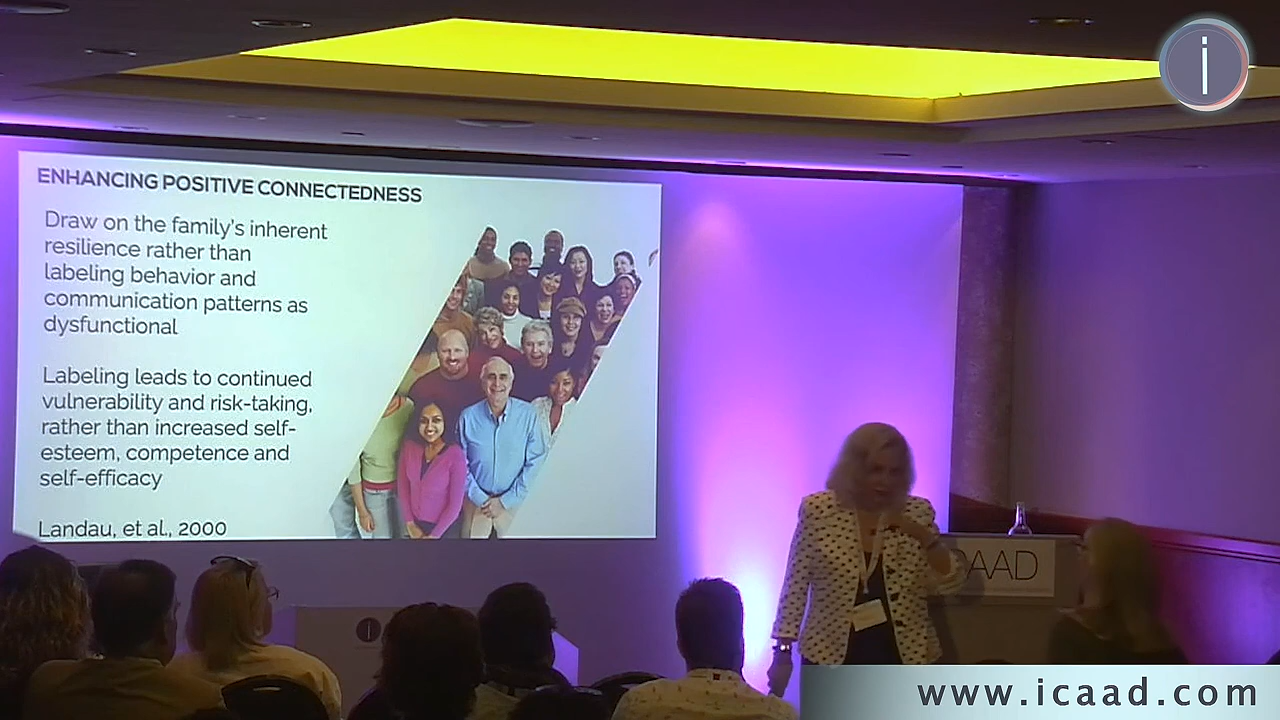 i
ENHANCING POSITIVE CONNECTEDNESS
Draw on the family's inherent
resilience rather than
labeling behavior and
communication patterns as
dysfunctional
Labeling leads to continued
vulnerability and risk-taking,
rather than increased self-
esteem, competence and
self-efficacy
Landau, et al., 2000
CAAD
i
www.icaad.com